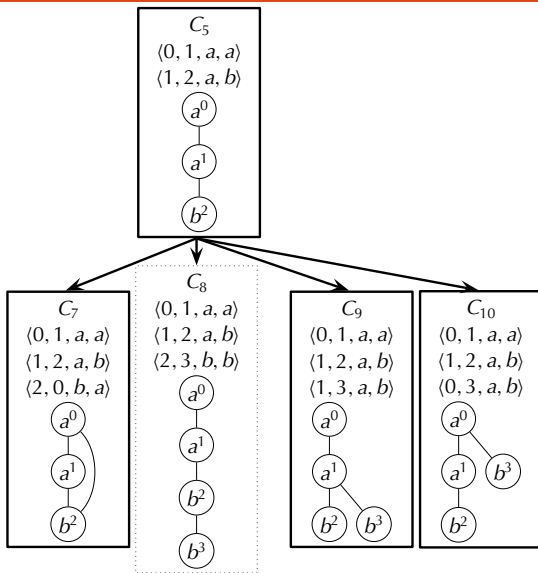 C₅
⟨0, 1, a, a⟩
⟨1, 2, a, b⟩
a⁰
a¹
b²
C₇
⟨0, 1, a, a⟩
⟨1, 2, a, b⟩
⟨2, 0, b, a⟩
a⁰
a¹
b²
C₈
⟨0, 1, a, a⟩
⟨1, 2, a, b⟩
⟨2, 3, b, b⟩
a⁰
a¹
b²
b³
C₉
⟨0, 1, a, a⟩
⟨1, 2, a, b⟩
⟨1, 3, a, b⟩
a⁰
a¹
b² b³
C₁₀
⟨0, 1, a, a⟩
⟨1, 2, a, b⟩
⟨0, 3, a, b⟩
a⁰
a¹ b³
b²